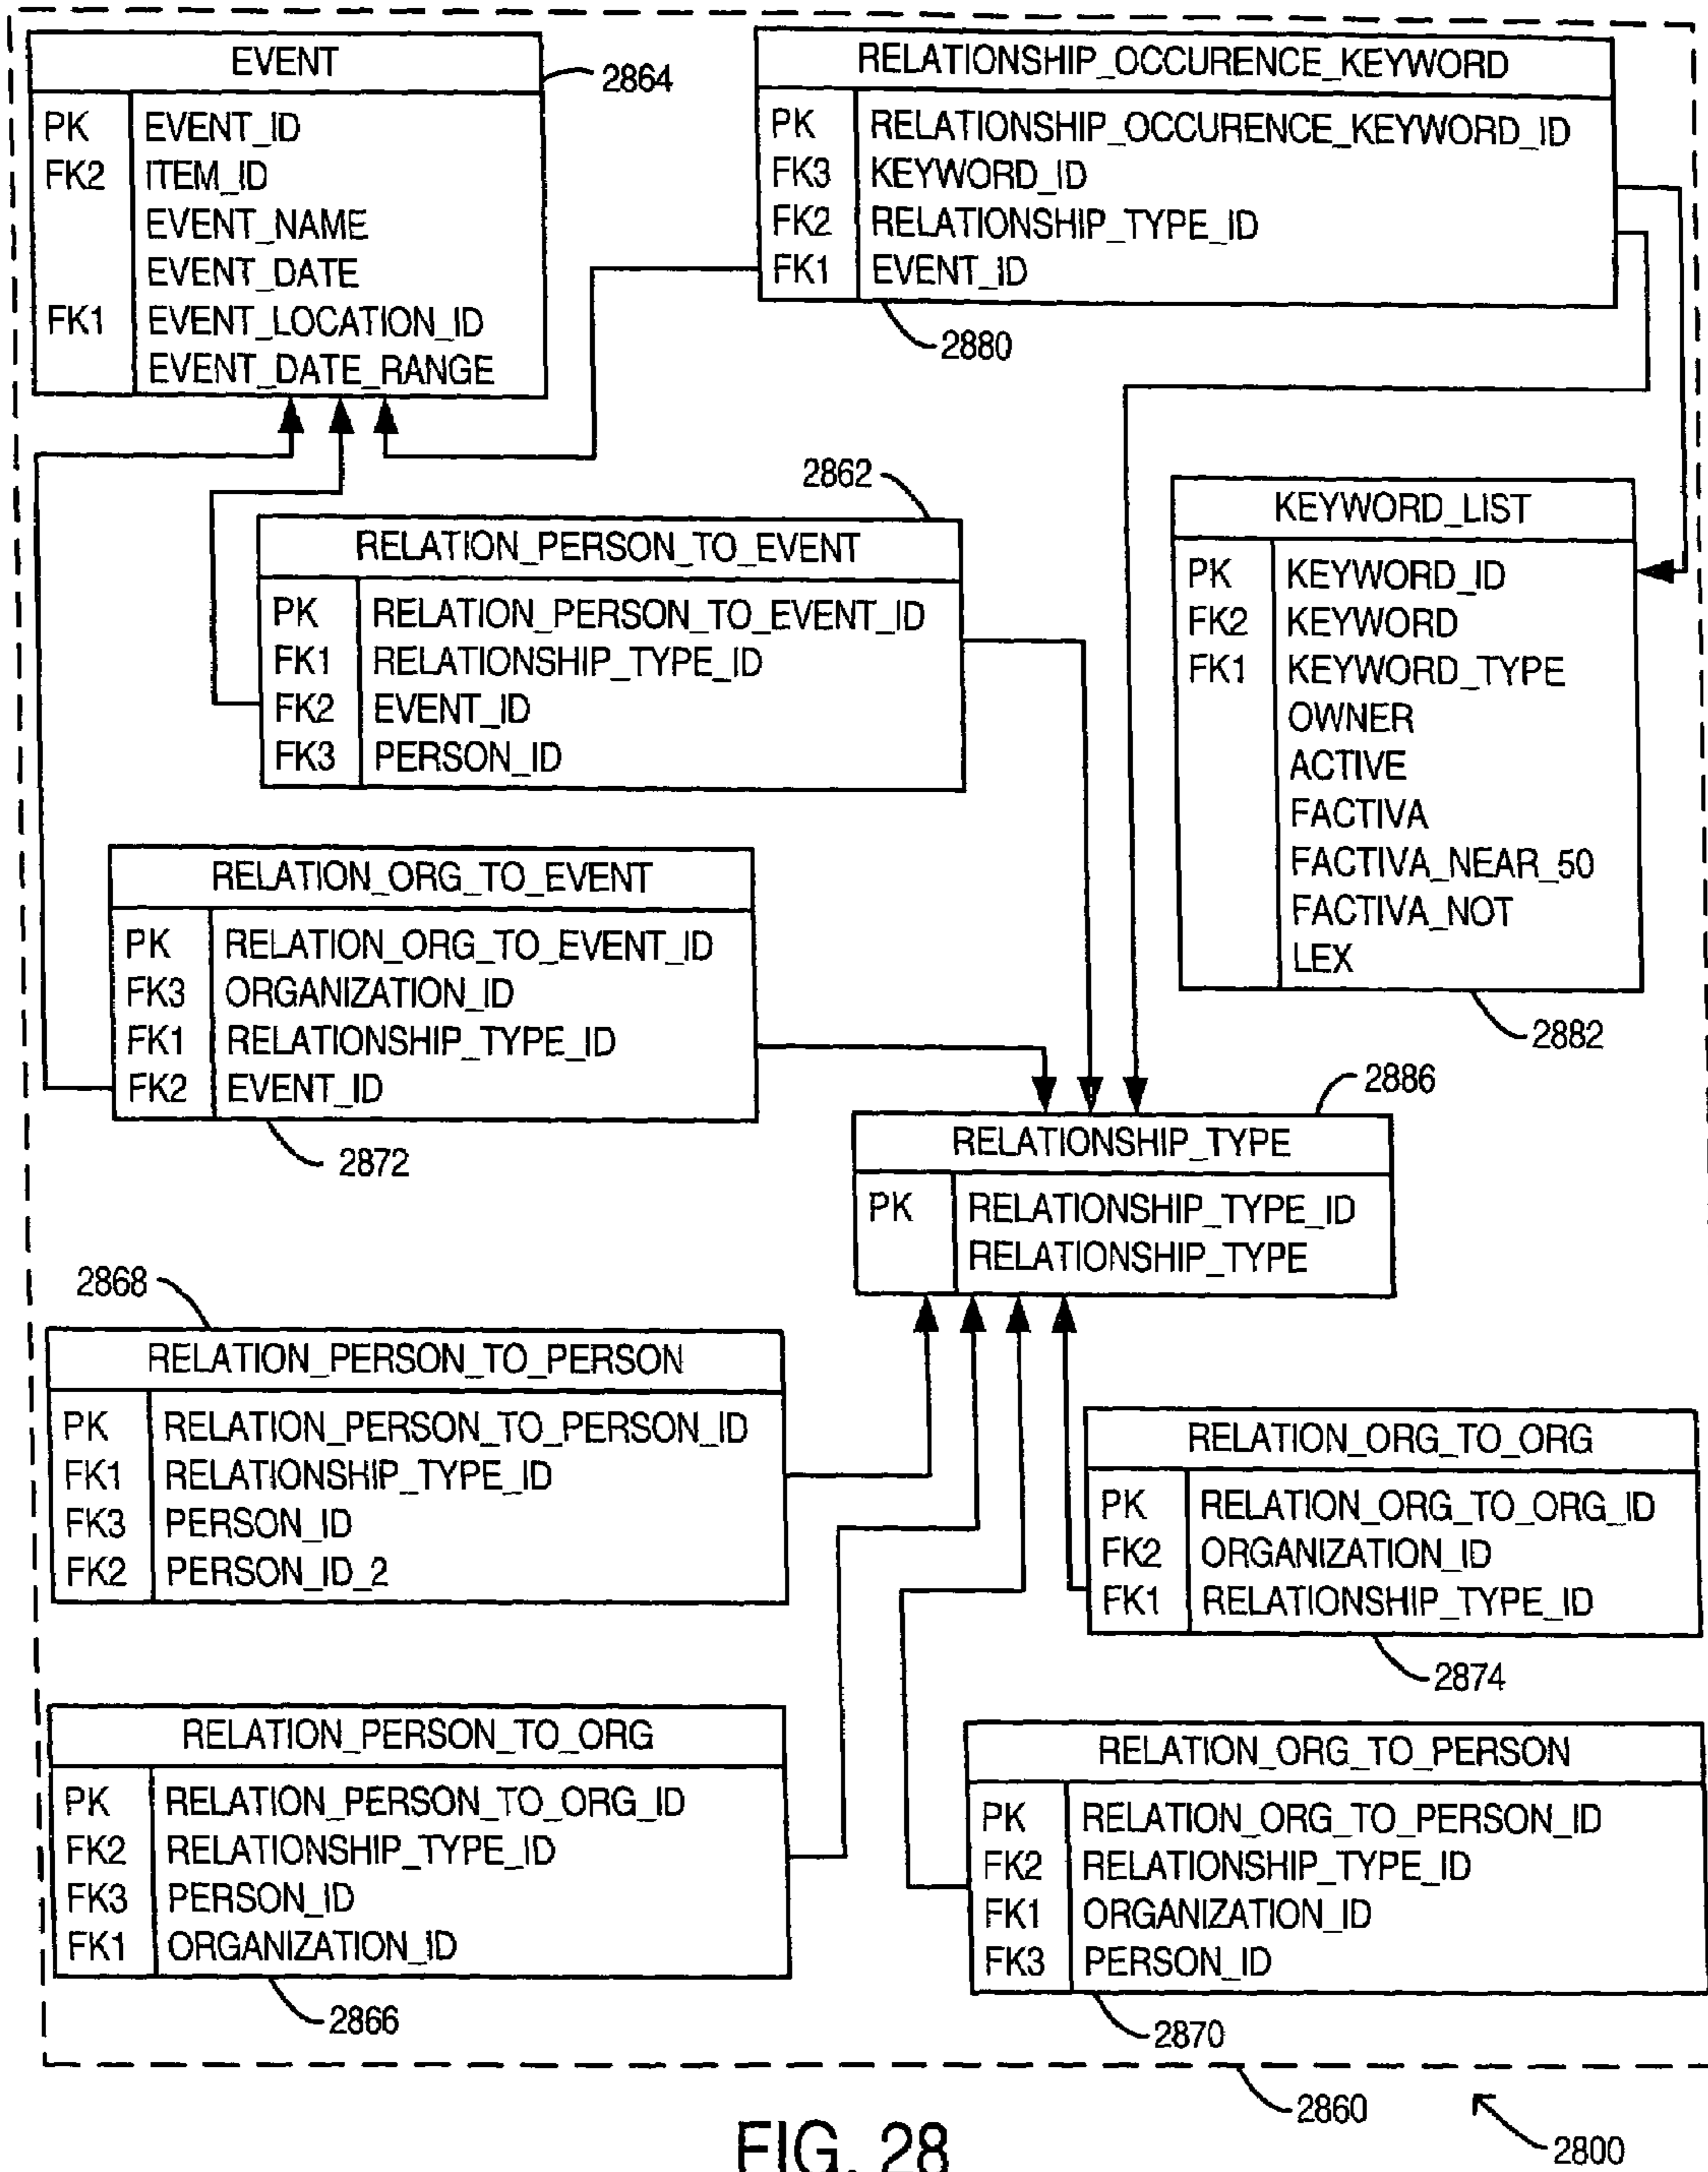 EVENT
2864
PK EVENT_ID
FK2 ITEM_ID
EVENT_NAME
EVENT_DATE
FK1 EVENT_LOCATION_ID
EVENT_DATE_RANGE
RELATIONSHIP_OCCURENCE_KEYWORD
PK RELATIONSHIP_OCCURENCE_KEYWORD_ID
FK3 KEYWORD_ID
FK2 RELATIONSHIP_TYPE_ID
FK1 EVENT_ID
2880
2862
RELATION_PERSON_TO_EVENT
PK RELATION_PERSON_TO_EVENT_ID
FK1 RELATIONSHIP_TYPE_ID
FK2 EVENT_ID
FK3 PERSON_ID
KEYWORD_LIST
PK KEYWORD_ID
FK2 KEYWORD
FK1 KEYWORD_TYPE
OWNER
ACTIVE
FACTIVA
FACTIVA_NEAR_50
FACTIVA_NOT
LEX
2882
RELATION_ORG_TO_EVENT
PK RELATION_ORG_TO_EVENT_ID
FK3 ORGANIZATION_ID
FK1 RELATIONSHIP_TYPE_ID
FK2 EVENT_ID
2872
2886
RELATIONSHIP_TYPE
PK RELATIONSHIP_TYPE_ID
RELATIONSHIP_TYPE
2868
RELATION_PERSON_TO_PERSON
PK RELATION_PERSON_TO_PERSON_ID
FK1 RELATIONSHIP_TYPE_ID
FK3 PERSON_ID
FK2 PERSON_ID_2
RELATION_ORG_TO_ORG
PK RELATION_ORG_TO_ORG_ID
FK2 ORGANIZATION_ID
FK1 RELATIONSHIP_TYPE_ID
2874
RELATION_PERSON_TO_ORG
PK RELATION_PERSON_TO_ORG_ID
FK2 RELATIONSHIP_TYPE_ID
FK3 PERSON_ID
FK1 ORGANIZATION_ID
2866
RELATION_ORG_TO_PERSON
PK RELATION_ORG_TO_PERSON_ID
FK2 RELATIONSHIP_TYPE_ID
FK1 ORGANIZATION_ID
FK3 PERSON_ID
2870
2860
2800
FIG. 28